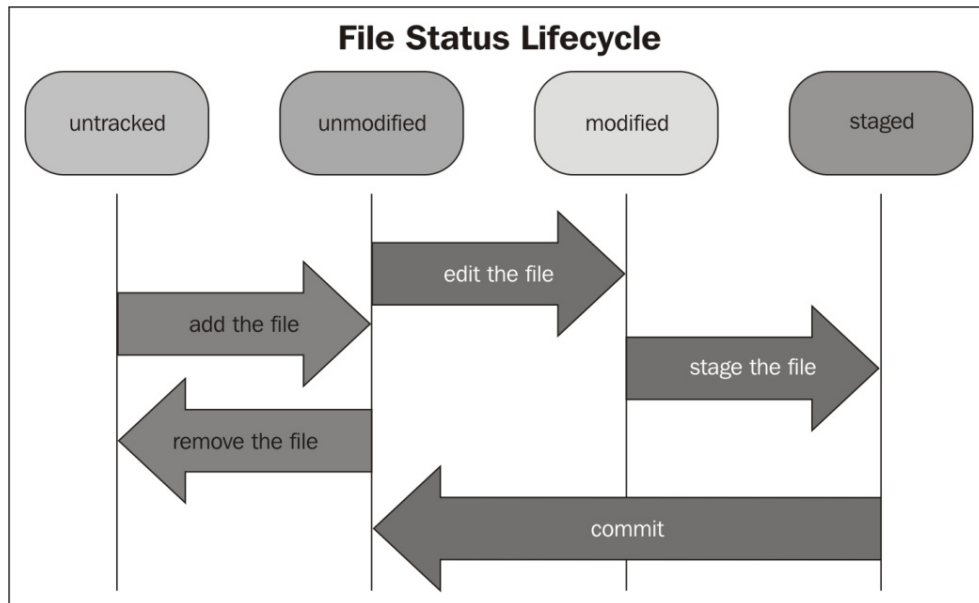 File Status Lifecycle
untracked
unmodified
modified
staged
edit the file
add the file
stage the file
remove the file
commit